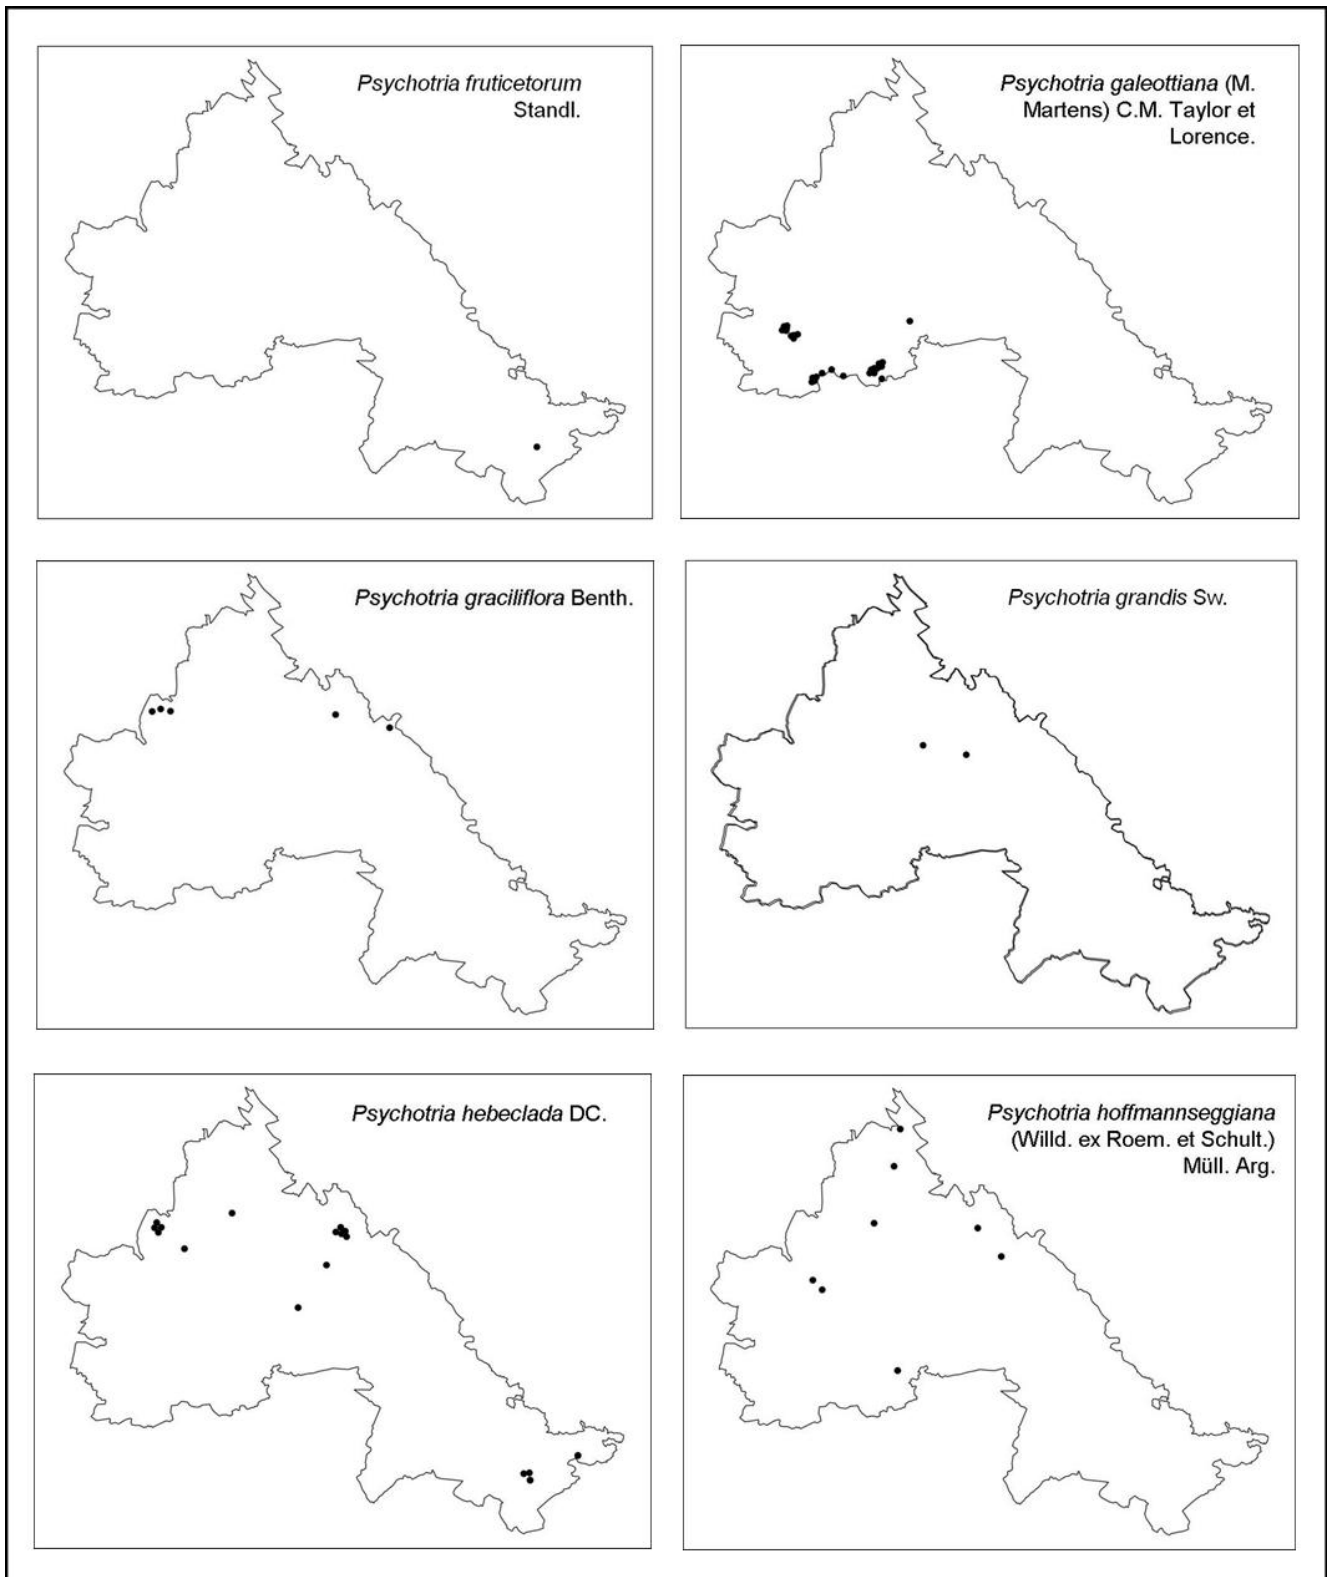 Psychotria fruticetorum
Standl.
Psychotria galeottiana (M.
Martens) C.M. Taylor et
Lorence.
Psychotria graciliflora Benth.
Psychotria grandis Sw.
Psychotria hebeclada DC.
Psychotria hoffmannseggiana
(Willd. ex Roem. et Schult.)
Müll. Arg.